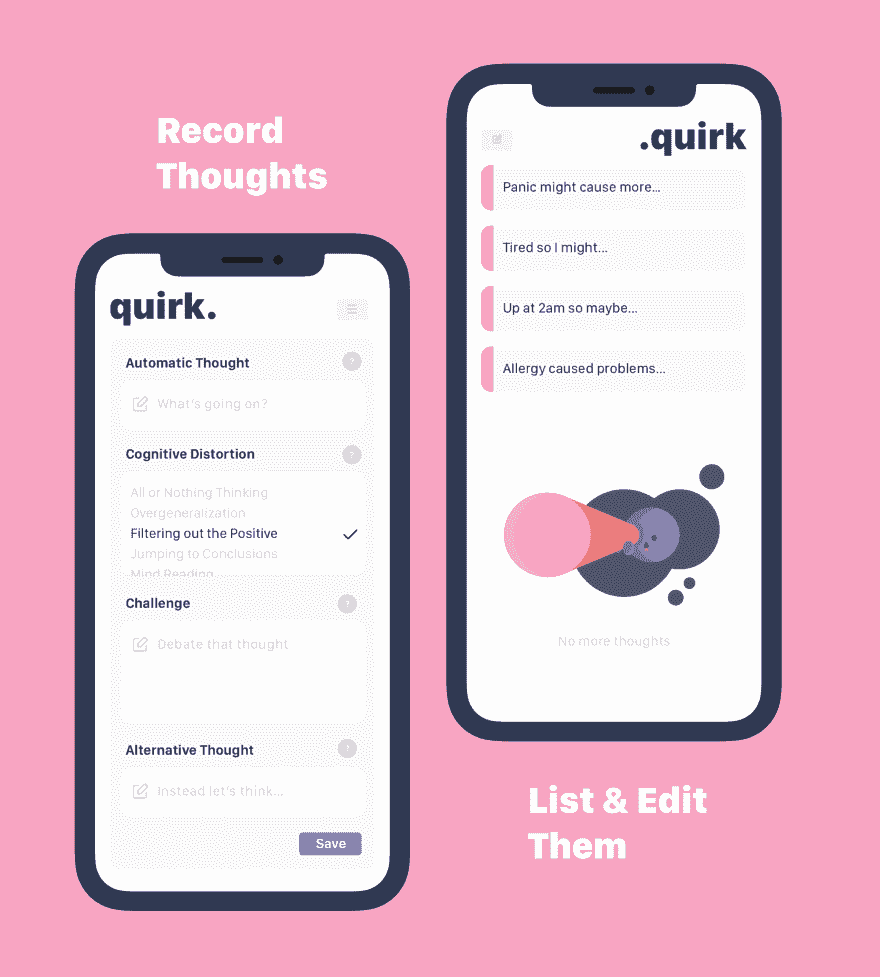 Record
Thoughts
quirk.
Automatic Thought
?
What's going on?
Cognitive Distortion
?
All or Nothing Thinking
Overgeneralization
Filtering out the Positive
Jumping to Conclusions
Mind Reading
Challenge
?
Debate that thought
Alternative Thought
?
Instead let's think...
Save
.quirk
Panic might cause more...
Tired so I might...
Up at 2am so maybe...
Allergy caused problems...
No more thoughts
List & Edit
Them